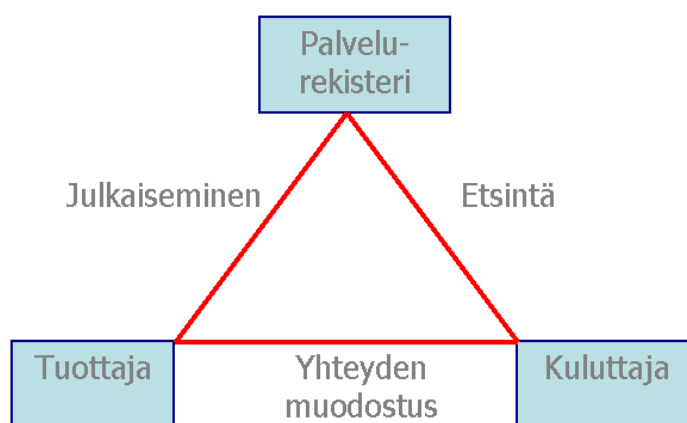 Palvelu-
rekisteri
Julkaiseminen
Etsintä
Tuottaja
Yhteyden
muodostus
Kuluttaja